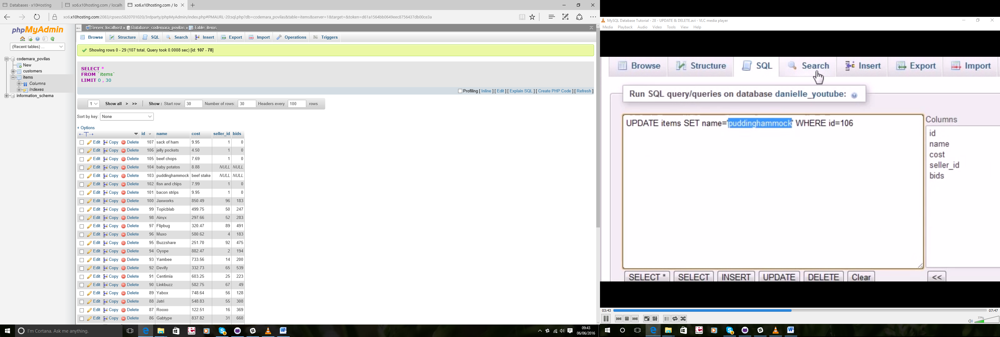 Databases - x10Hosting
xo6.x10hosting.com / localh
xo6.x10hosting.com / lo
xo6.x10hosting.com:2083/cpsess5820701020/3rdparty/phpMyAdmin/index.php#PMAURL-20:sql.php?db=codemara_povilas&table=items&server=1&target=&token=d61a1564bb0649eec8756437db00ce3a
phpMyAdmin
(Recent tables) ...
codemara_povilas
New
customers
items
Columns
Indexes
information_schema
Server: localhost » Database: codemara_povilas » Table: items
Browse Structure SQL Search Insert Export Import Operations Triggers
Showing rows 0 - 29 (107 total, Query took 0.0008 sec) [id: 107 - 78]
SELECT *
FROM `items`
LIMIT 0 , 30
Profiling [ Inline ] [ Edit ] [ Explain SQL ] [ Create PHP Code ] [ Refresh ]
1 Show all > >> Show : Start row: 30 Number of rows: 30 Headers every 100 rows
Sort by key: None
+ Options
←T→ id name cost seller_id bids
Edit Copy Delete 107 sack of ham 9.95 1 0
Edit Copy Delete 106 jelly pockets 4.50 1 0
Edit Copy Delete 105 beef chops 7.69 1 0
Edit Copy Delete 104 baby potatos 8.88 NULL NULL
Edit Copy Delete 103 puddinghammock beef stake NULL NULL
Edit Copy Delete 102 fisn and chips 7.99 1 0
Edit Copy Delete 101 bacon strips 9.95 1 0
Edit Copy Delete 100 Jaxworks 850.49 96 183
Edit Copy Delete 99 Topicblab 499.75 50 247
Edit Copy Delete 98 Ainyx 297.66 52 283
Edit Copy Delete 97 Flipbug 320.47 89 491
Edit Copy Delete 96 Muxo 580.62 4 183
Edit Copy Delete 95 Buzzshare 251.70 92 475
Edit Copy Delete 94 Oyope 882.47 2 194
Edit Copy Delete 93 Yambee 733.56 14 200
Edit Copy Delete 92 Devify 332.73 65 539
Edit Copy Delete 91 Centimia 603.25 25 223
Edit Copy Delete 90 Linkbuzz 582.75 67 49
Edit Copy Delete 89 Yabox 748.64 56 128
Edit Copy Delete 88 Jatri 548.83 55 308
Edit Copy Delete 87 Rooxo 122.51 16 369
Edit Copy Delete 86 Gabtype 837.82 31 660
I'm Cortana. Ask me anything.
09:43
06/06/2016
MySQL Database Tutorial - 28 - UPDATE & DELETE.avi - VLC media player
Media Playback Audio Video Tools View Help
Browse Structure SQL Search Insert Export Import
Run SQL query/queries on database danielle_youtube:
UPDATE items SET name='puddinghammock' WHERE id=106
Columns
id
name
cost
seller_id
bids
SELECT * SELECT INSERT UPDATE DELETE Clear <<
03:43 07:47
77%